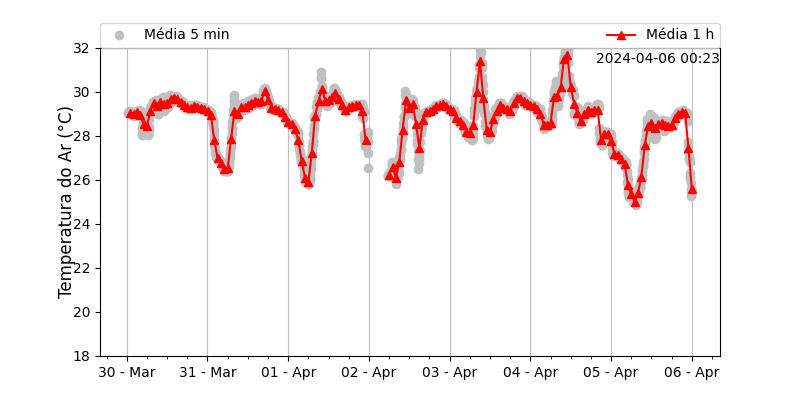 Média 5 min
Média 1 h
2024-04-06 00:23
Temperatura do Ar (°C)
32
30
28
26
24
22
20
18
30 - Mar
31 - Mar
01 - Apr
02 - Apr
03 - Apr
04 - Apr
05 - Apr
06 - Apr